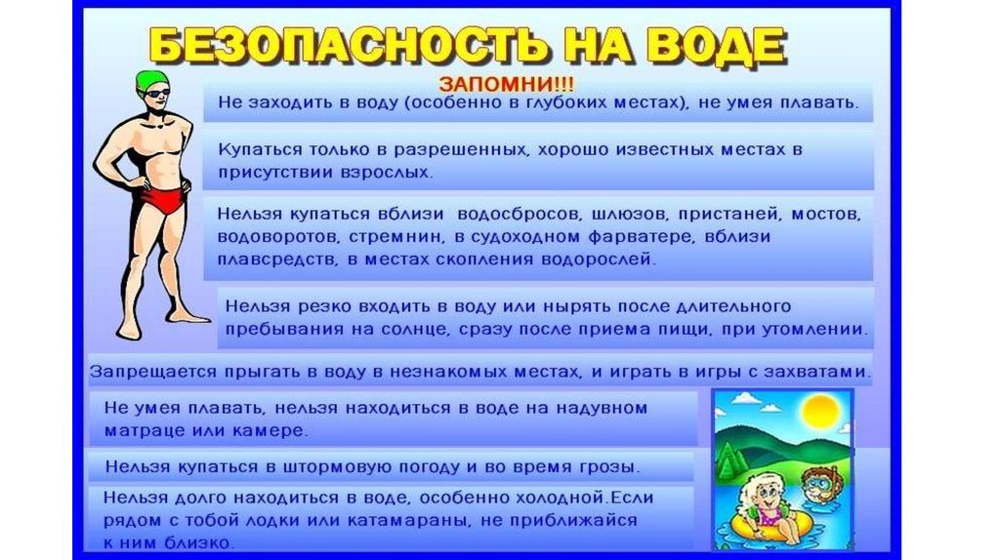 БЕЗОПАСНОСТЬ НА ВОДЕ
ЗАПОМНИ!!!
Не заходить в воду (особенно в глубоких местах), не умея плавать.
Купаться только в разрешенных, хорошо известных местах в
присутствии взрослых.
Нельзя купаться вблизи водосбросов, шлюзов, пристаней, мостов,
водоворотов, стремнин, в судоходном фарватере, вблизи
плавсредств, в местах скопления водорослей.
Нельзя резко входить в воду или нырять после длительного
пребывания на солнце, сразу после приема пищи, при утомлении.
Запрещается прыгать в воду в незнакомых местах, и играть в игры с захватами.
Не умея плавать, нельзя находиться в воде на надувном
матраце или камере.
Нельзя купаться в штормовую погоду и во время грозы.
Нельзя долго находиться в воде, особенно холодной.Если
рядом с тобой лодки или катамараны, не приближайся
к ним близко.